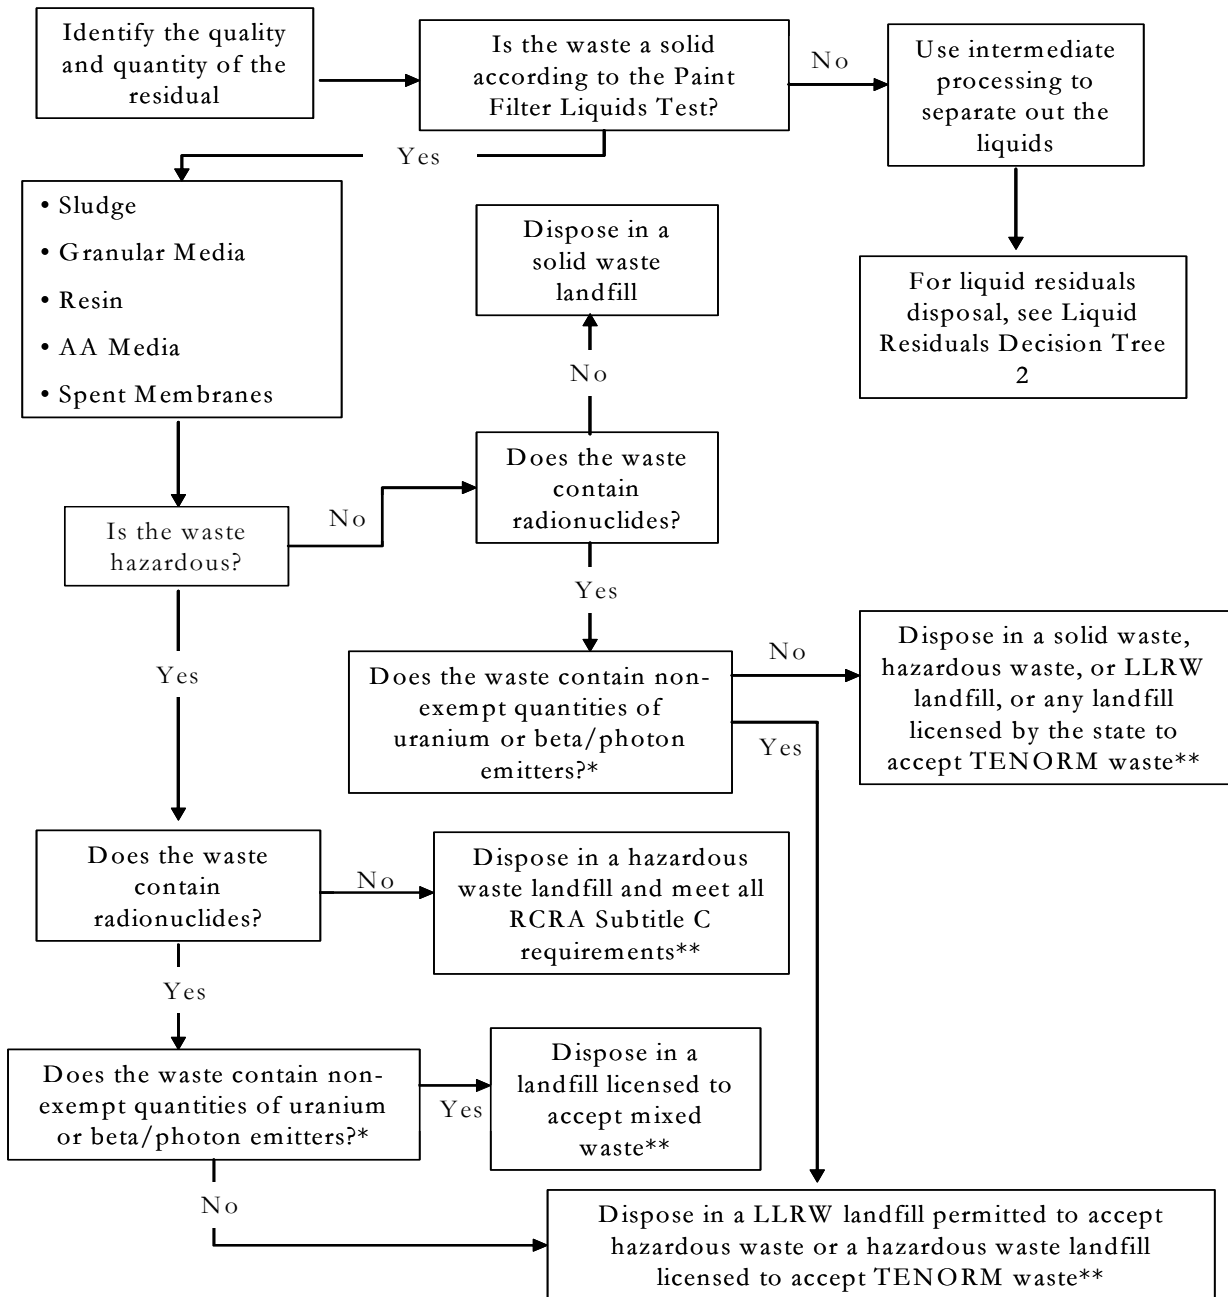 Identify the quality
and quantity of the
residual
Is the waste a solid
according to the Paint
Filter Liquids Test?
No
Use intermediate
processing to
separate out the
liquids
Yes
• Sludge
• Granular Media
• Resin
• AA Media
• Spent Membranes
Dispose in a
solid waste
landfill
For liquid residuals
disposal, see Liquid
Residuals Decision Tree
2
No
Does the waste
contain
radionuclides?
Is the waste
hazardous?
No
Yes
Yes
Does the waste contain non-
exempt quantities of
uranium or beta/photon
emitters?*
No
Yes
Dispose in a solid waste,
hazardous waste, or LLRW
landfill, or any landfill
licensed by the state to
accept TENORM waste**
Does the waste
contain
radionuclides?
No
Dispose in a hazardous
waste landfill and meet all
RCRA Subtitle C
requirements**
Yes
Does the waste contain non-
exempt quantities of uranium
or beta/photon emitters?*
Yes
Dispose in a
landfill licensed to
accept mixed
waste**
No
Dispose in a LLRW landfill permitted to accept
hazardous waste or a hazardous waste landfill
licensed to accept TENORM waste**